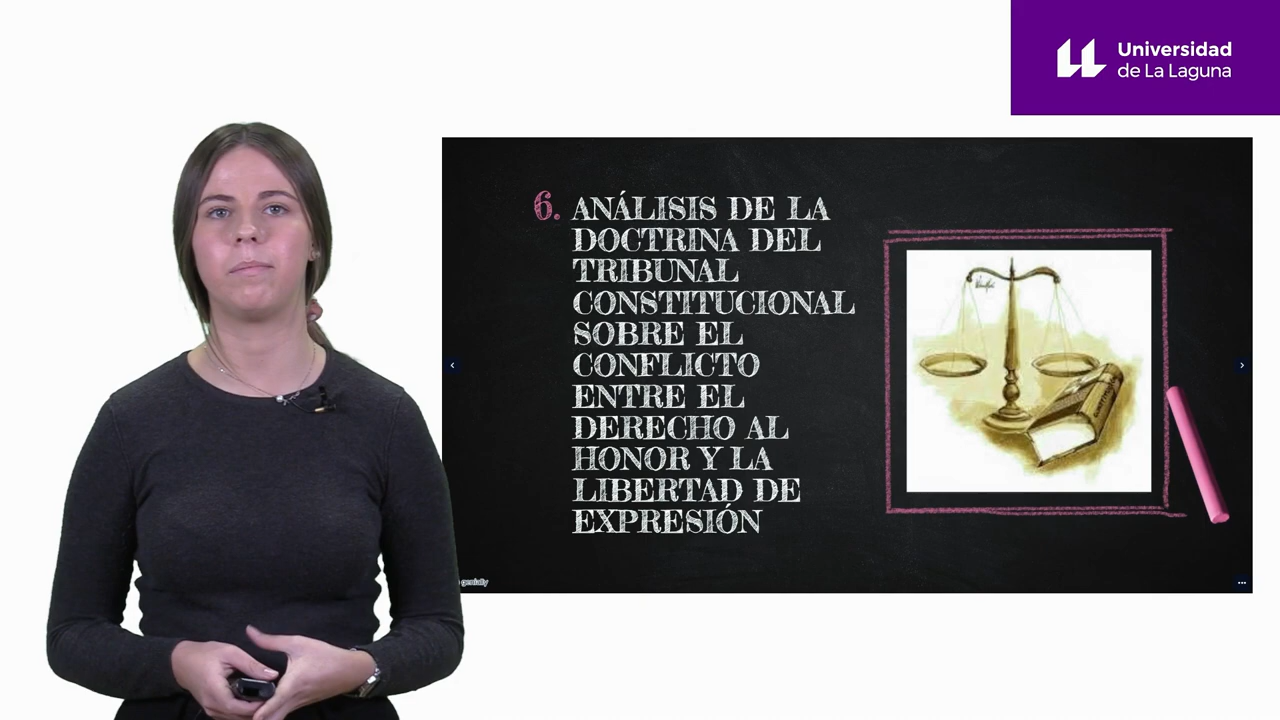 Universidad
de La Laguna
6. ANÁLISIS DE LA
DOCTRINA DEL
TRIBUNAL
CONSTITUCIONAL
SOBRE EL
CONFLICTO
ENTRE EL
DERECHO AL
HONOR Y LA
LIBERTAD DE
EXPRESIÓN
genially